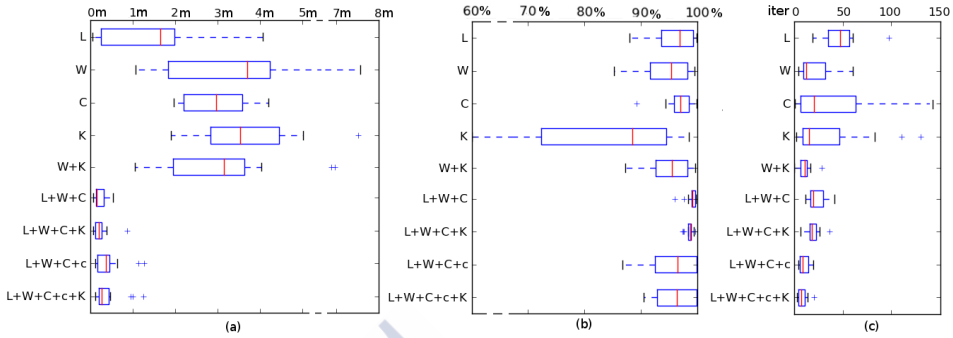 0m 1m 2m 3m 4m 5m 7m 8m
L
W
C
K
W+K
L+W+C
L+W+C+K
L+W+C+c
L+W+C+c+K
(a)
60% 70% 80% 90% 100%
L
W
C
K
W+K
L+W+C
L+W+C+K
L+W+C+c
L+W+C+c+K
(b)
iter 0 50 100 150
L
W
C
K
W+K
L+W+C
L+W+C+K
L+W+C+c
L+W+C+c+K
(c)